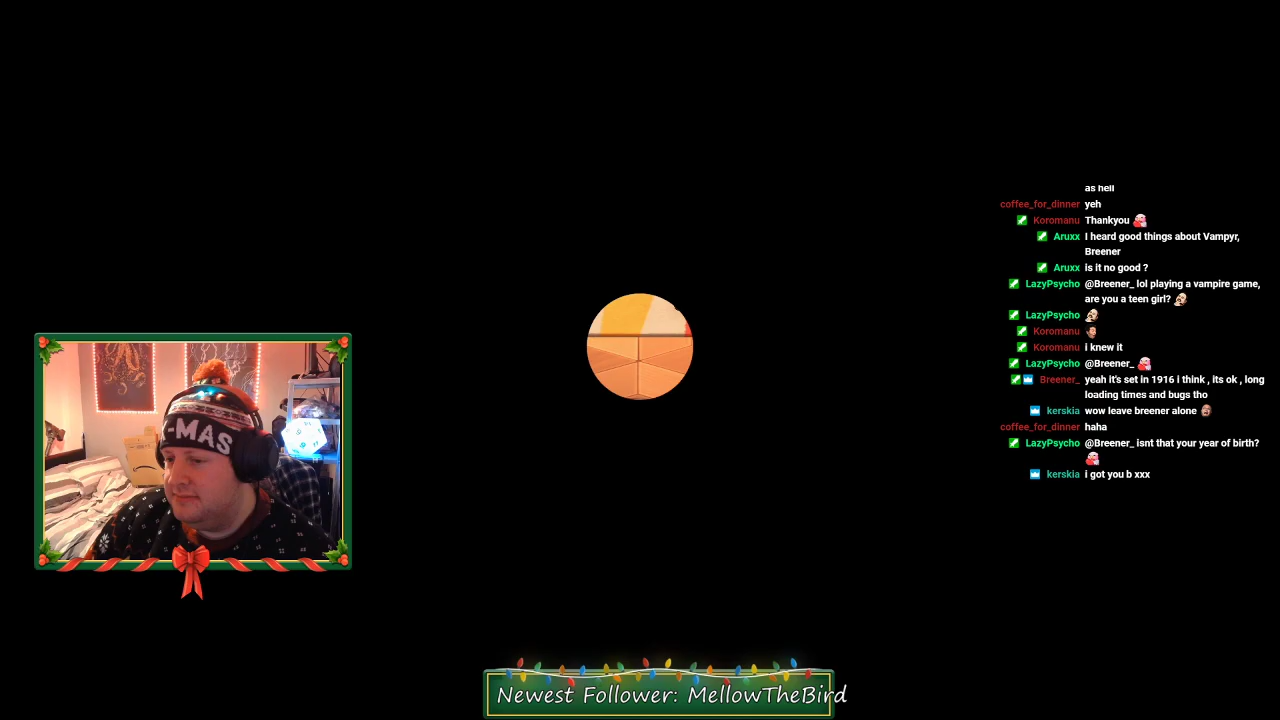 as hell
coffee_for_dinner yeh
Koromanu Thankyou
Aruxx I heard good things about Vampyr,
Breener
Aruxx is it no good ?
LazyPsycho @Breener_ lol playing a vampire game,
are you a teen girl?
LazyPsycho
Koromanu
Koromanu i knew it
LazyPsycho @Breener_
Breener_ yeah it's set in 1916 i think , its ok , long
loading times and bugs tho
kerskia wow leave breener alone
coffee_for_dinner haha
LazyPsycho @Breener_ isnt that your year of birth?
kerskia i got you b xxx
-MAS
Newest Follower: MellowTheBird